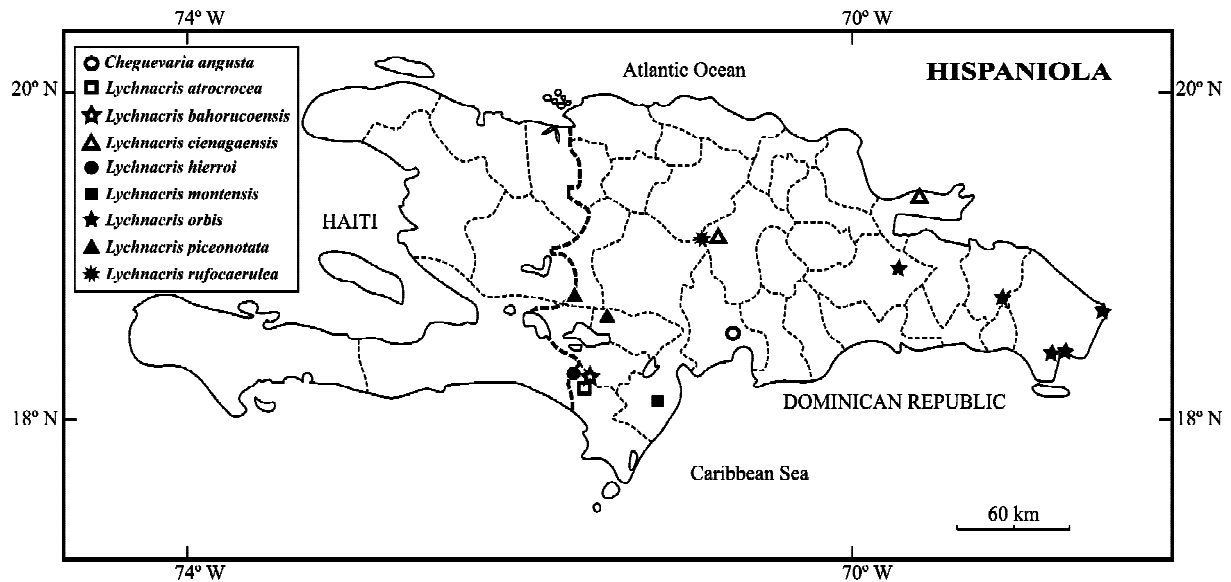 74º W
70º W
20º N
20º N
Cheguevaria angusta
Lychnacris atrocrocea
Lychnacris bahorucoensis
Lychnacris cienagaensis
Lychnacris hierroi
Lychnacris montensis
Lychnacris orbis
Lychnacris piceonotata
Lychnacris rufocaerulea
Atlantic Ocean
HISPANIOLA
HAITI
DOMINICAN REPUBLIC
18º N
18º N
Caribbean Sea
60 km
74º W
70º W